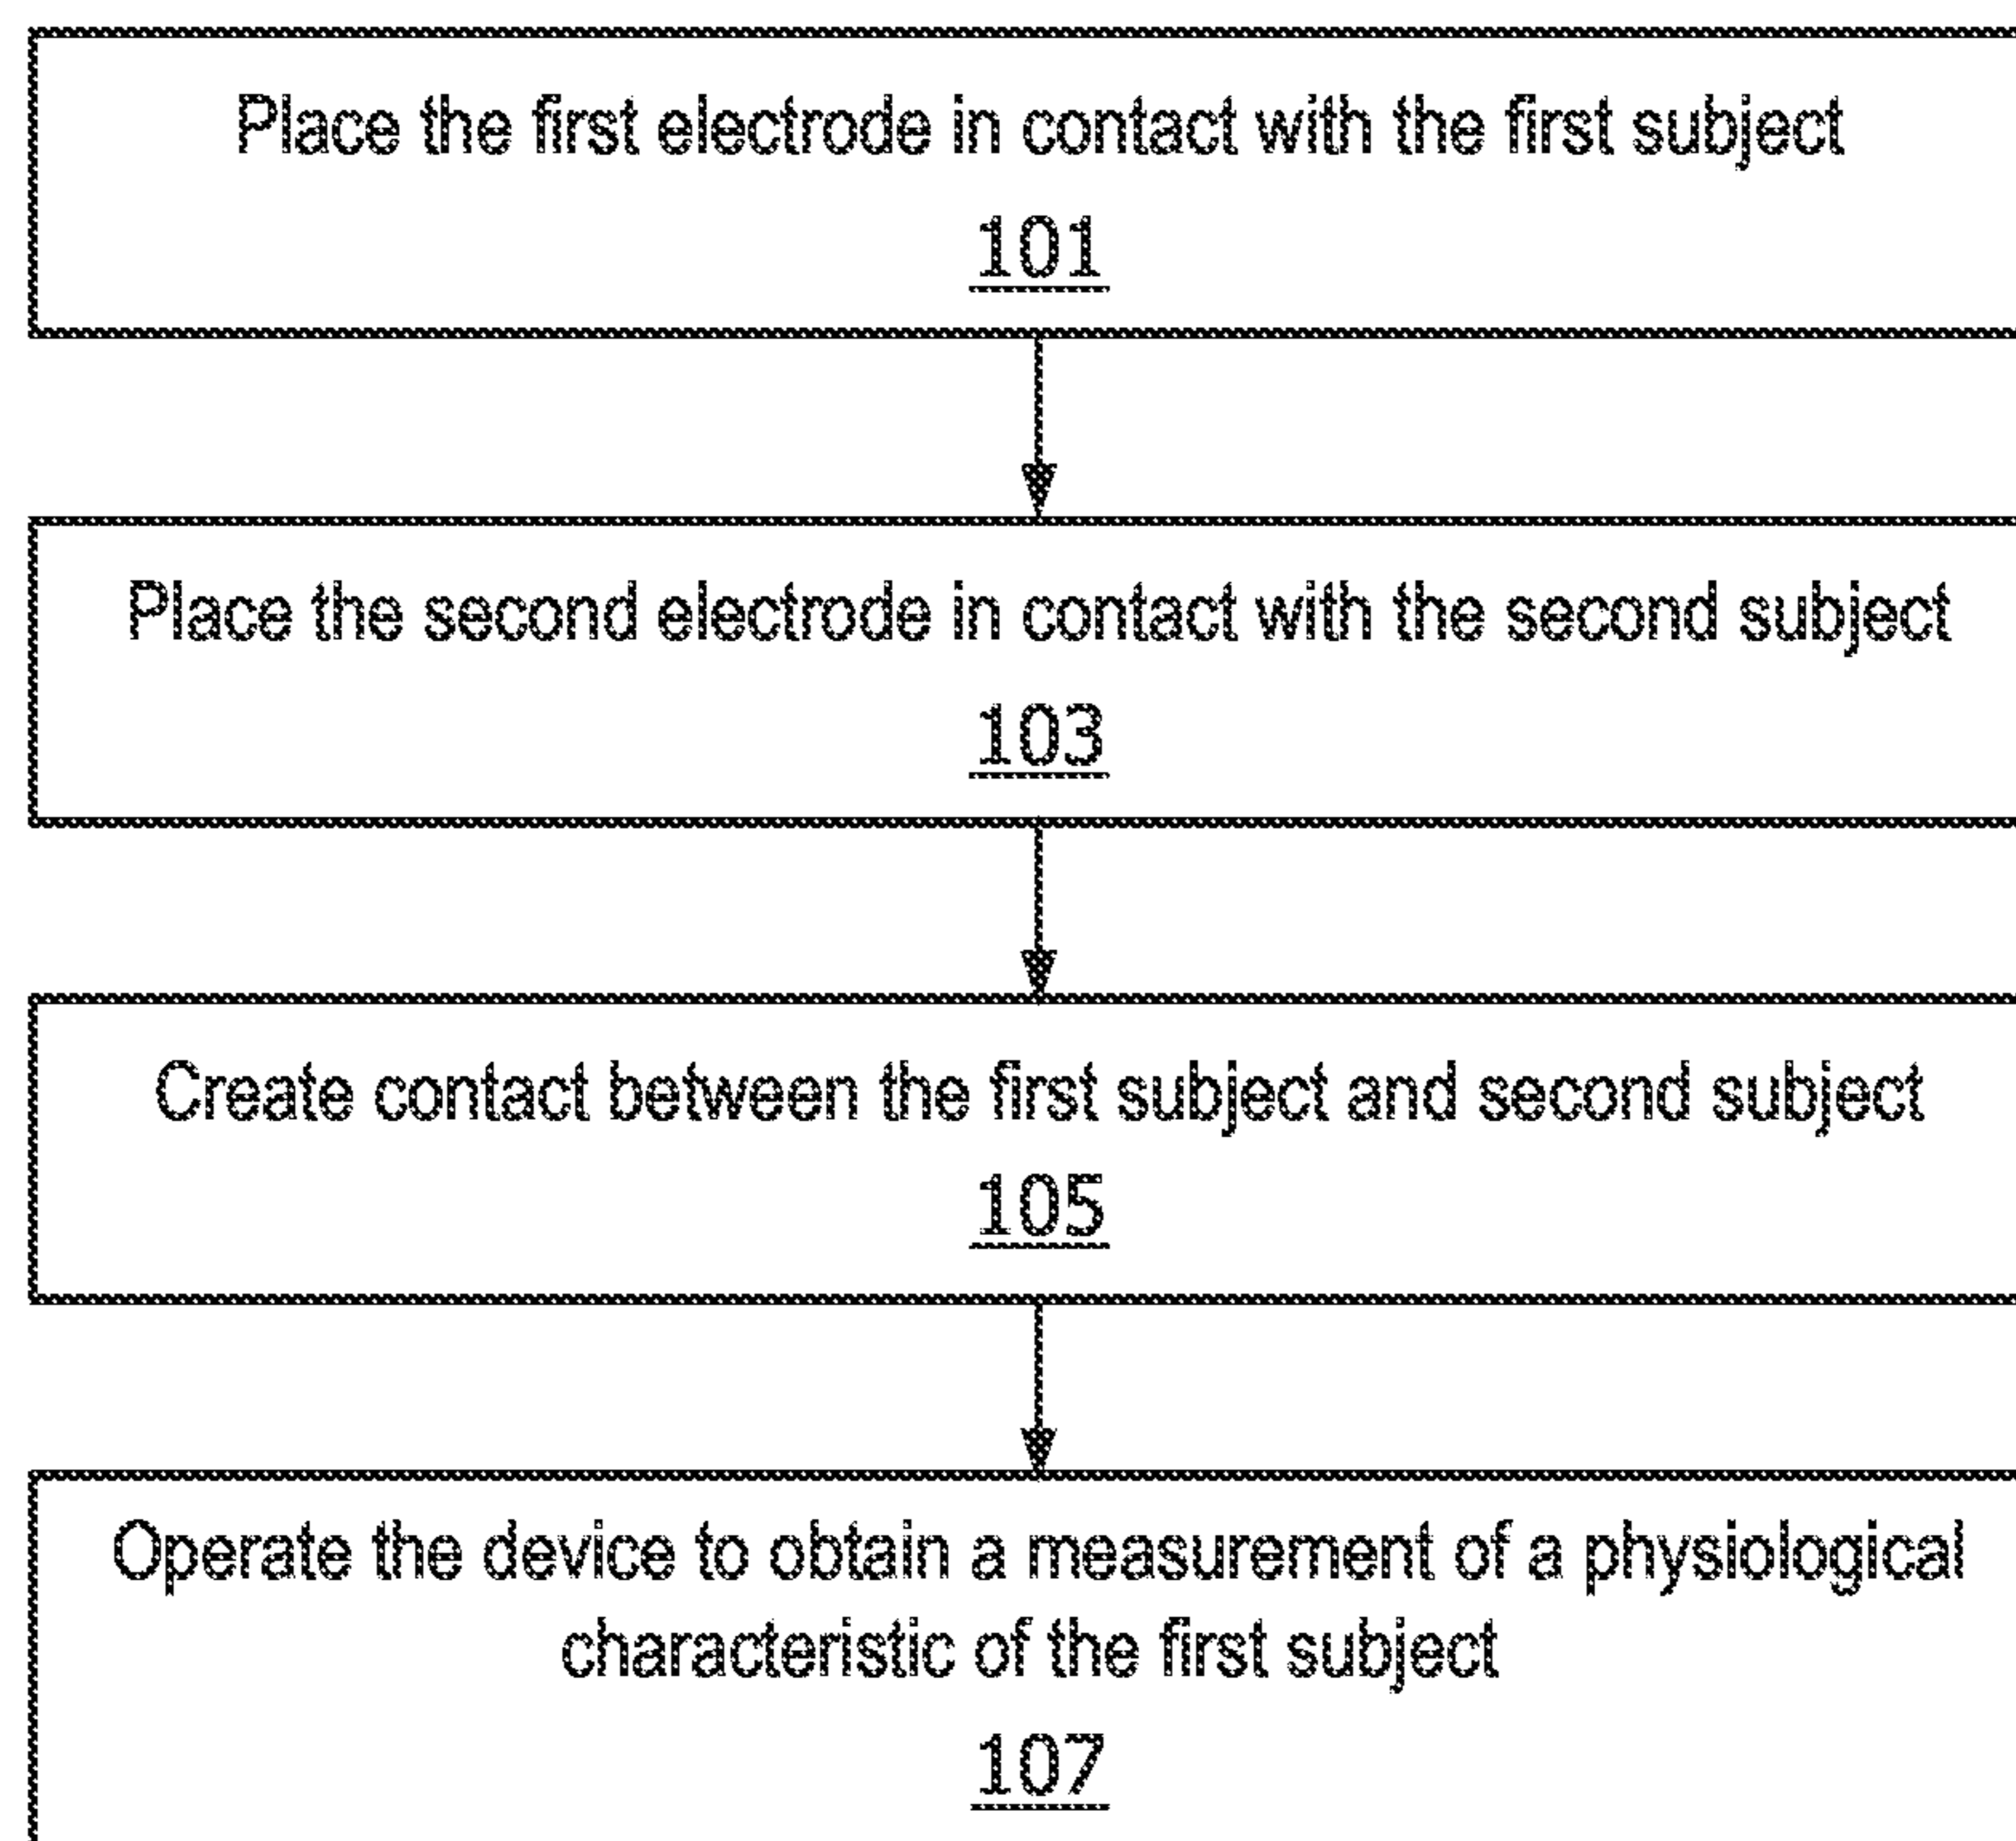 Place the first electrode in contact with the first subject
101
Place the second electrode in contact with the second subject
103
Create contact between the first subject and second subject
105
Operate the device to obtain a measurement of a physiological
characteristic of the first subject
107